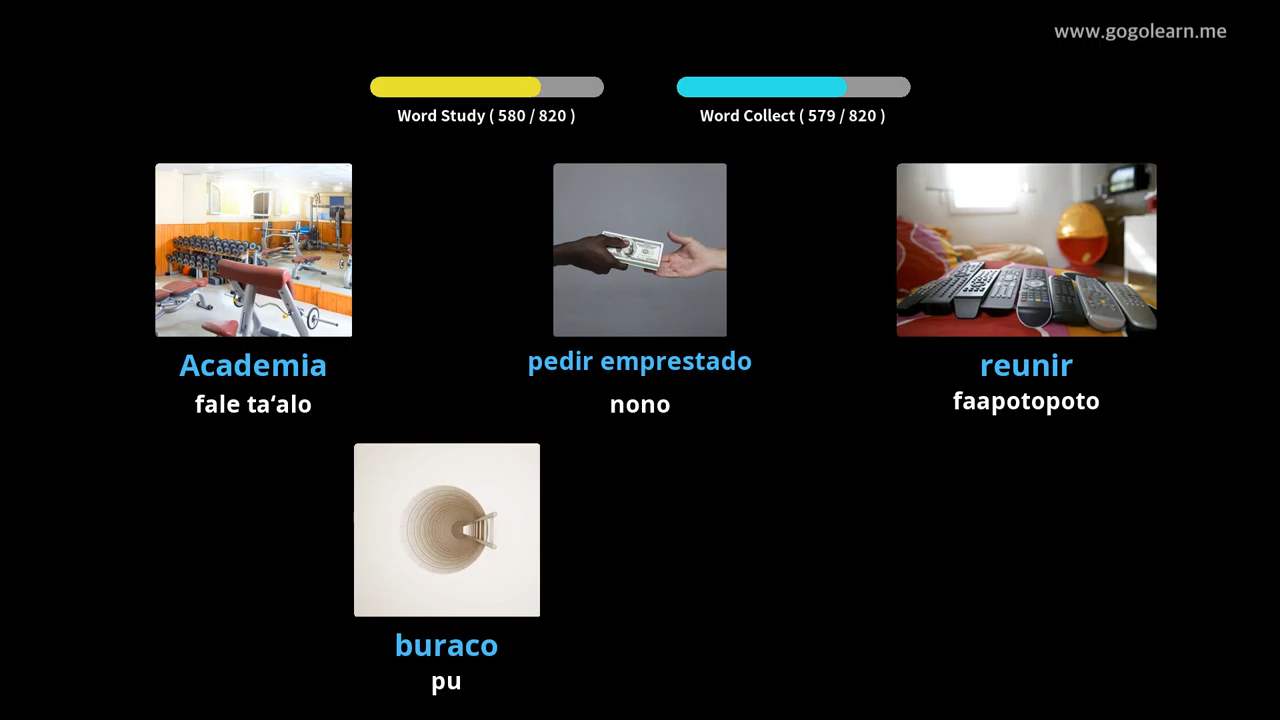 www.gogolearn.me
Word Study ( 580 / 820 )
Word Collect ( 579 / 820 )
Academia
fale ta‘alo
pedir emprestado
nono
reunir
faapotopoto
buraco
pu